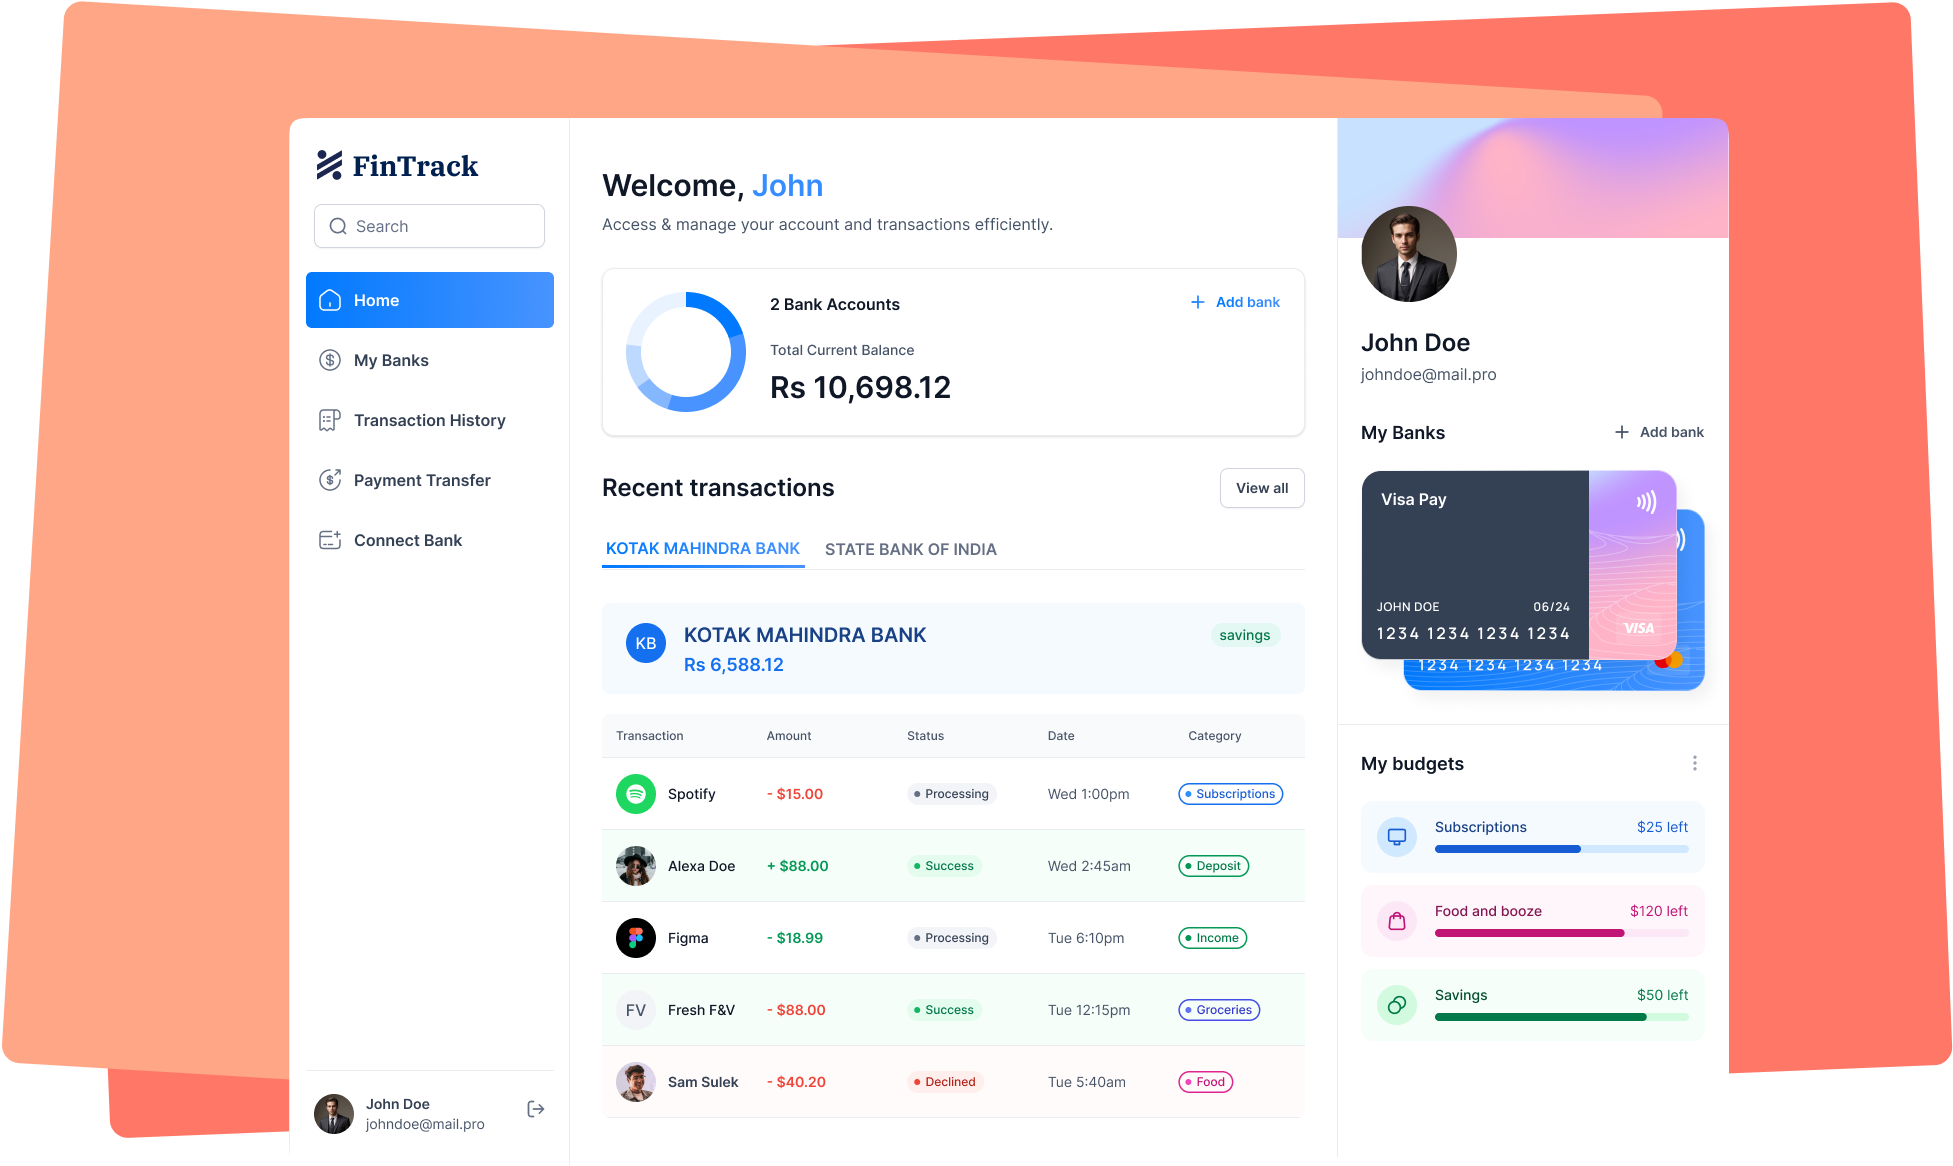 FinTrack
Search
Home
My Banks
Transaction History
Payment Transfer
Connect Bank
John Doe
johndoe@mail.pro
Welcome, John
Access & manage your account and transactions efficiently.
2 Bank Accounts
+ Add bank
Total Current Balance
Rs 10,698.12
Recent transactions
View all
KOTAK MAHINDRA BANK STATE BANK OF INDIA
KB
KOTAK MAHINDRA BANK
savings
Rs 6,588.12
Transaction Amount Status Date Category
Spotify - $15.00 Processing Wed 1:00pm Subscriptions
Alexa Doe + $88.00 Success Wed 2:45am Deposit
Figma - $18.99 Processing Tue 6:10pm Income
FV Fresh F&V - $88.00 Success Tue 12:15pm Groceries
Sam Sulek - $40.20 Declined Tue 5:40am Food
John Doe
johndoe@mail.pro
My Banks
+ Add bank
Visa Pay
JOHN DOE 06/24
1234 1234 1234 1234
VISA
1234 1234 1234 1234
My budgets
Subscriptions $25 left
Food and booze $120 left
Savings $50 left